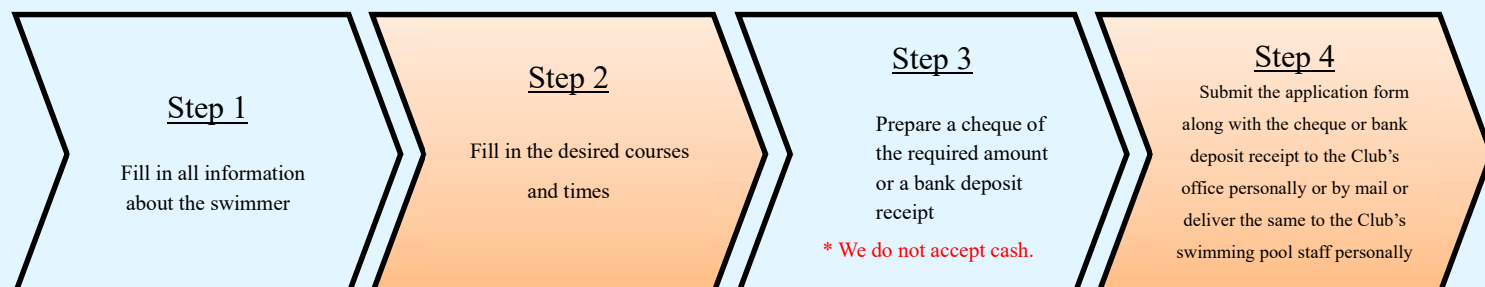 Step 1
Fill in all information
about the swimmer
Step 2
Fill in the desired courses
and times
Step 3
Prepare a cheque of
the required amount
or a bank deposit
receipt
* We do not accept cash.
Step 4
Submit the application form
along with the cheque or bank
deposit receipt to the Club’s
office personally or by mail or
deliver the same to the Club’s
swimming pool staff personally